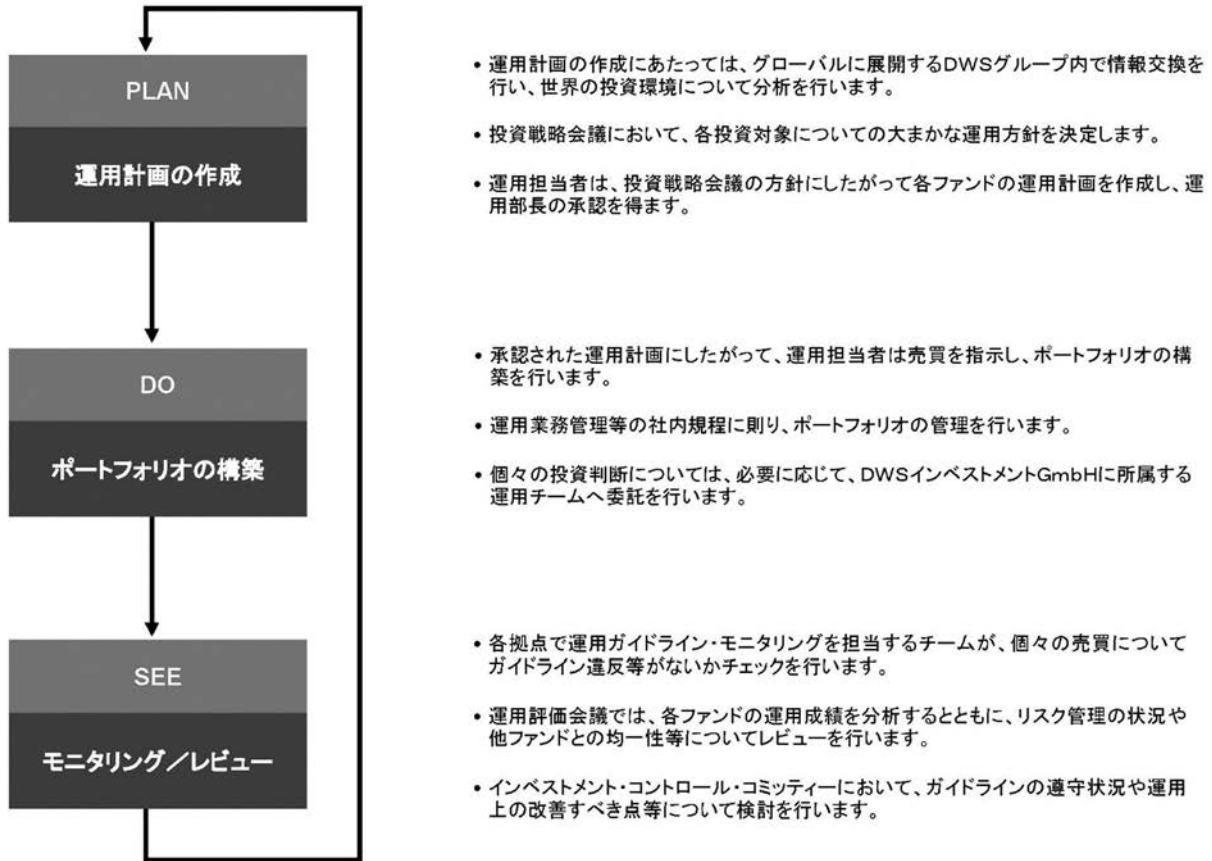 PLAN
運用計画の作成
• 運用計画の作成にあたっては、グローバルに展開するDWSグループ内で情報交換を
行い、世界の投資環境について分析を行います。
• 投資戦略会議において、各投資対象についての大まかな運用方針を決定します。
• 運用担当者は、投資戦略会議の方針にしたがって各ファンドの運用計画を作成し、運
用部長の承認を得ます。
DO
ポートフォリオの構築
• 承認された運用計画にしたがって、運用担当者は売買を指示し、ポートフォリオの構
築を行います。
• 運用業務管理等の社内規程に則り、ポートフォリオの管理を行います。
• 個々の投資判断については、必要に応じて、DWSインベストメントGmbHに所属する
運用チームへ委託を行います。
SEE
モニタリング／レビュー
• 各拠点で運用ガイドライン・モニタリングを担当するチームが、個々の売買について
ガイドライン違反等がないかチェックを行います。
• 運用評価会議では、各ファンドの運用成績を分析するとともに、リスク管理の状況や
他ファンドとの均一性等についてレビューを行います。
• インベストメント・コントロール・コミッティーにおいて、ガイドラインの遵守状況や運用
上の改善すべき点等について検討を行います。